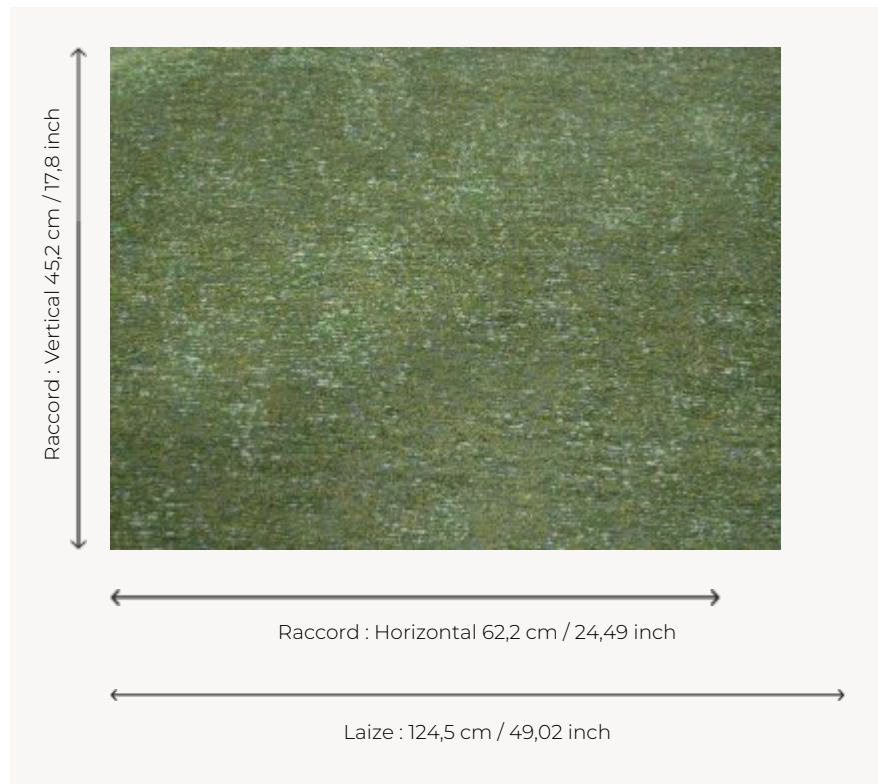 Raccord : Vertical 45,2 cm / 17,8 inch
Raccord : Horizontal 62,2 cm / 24,49 inch
Laize : 124,5 cm / 49,02 inch